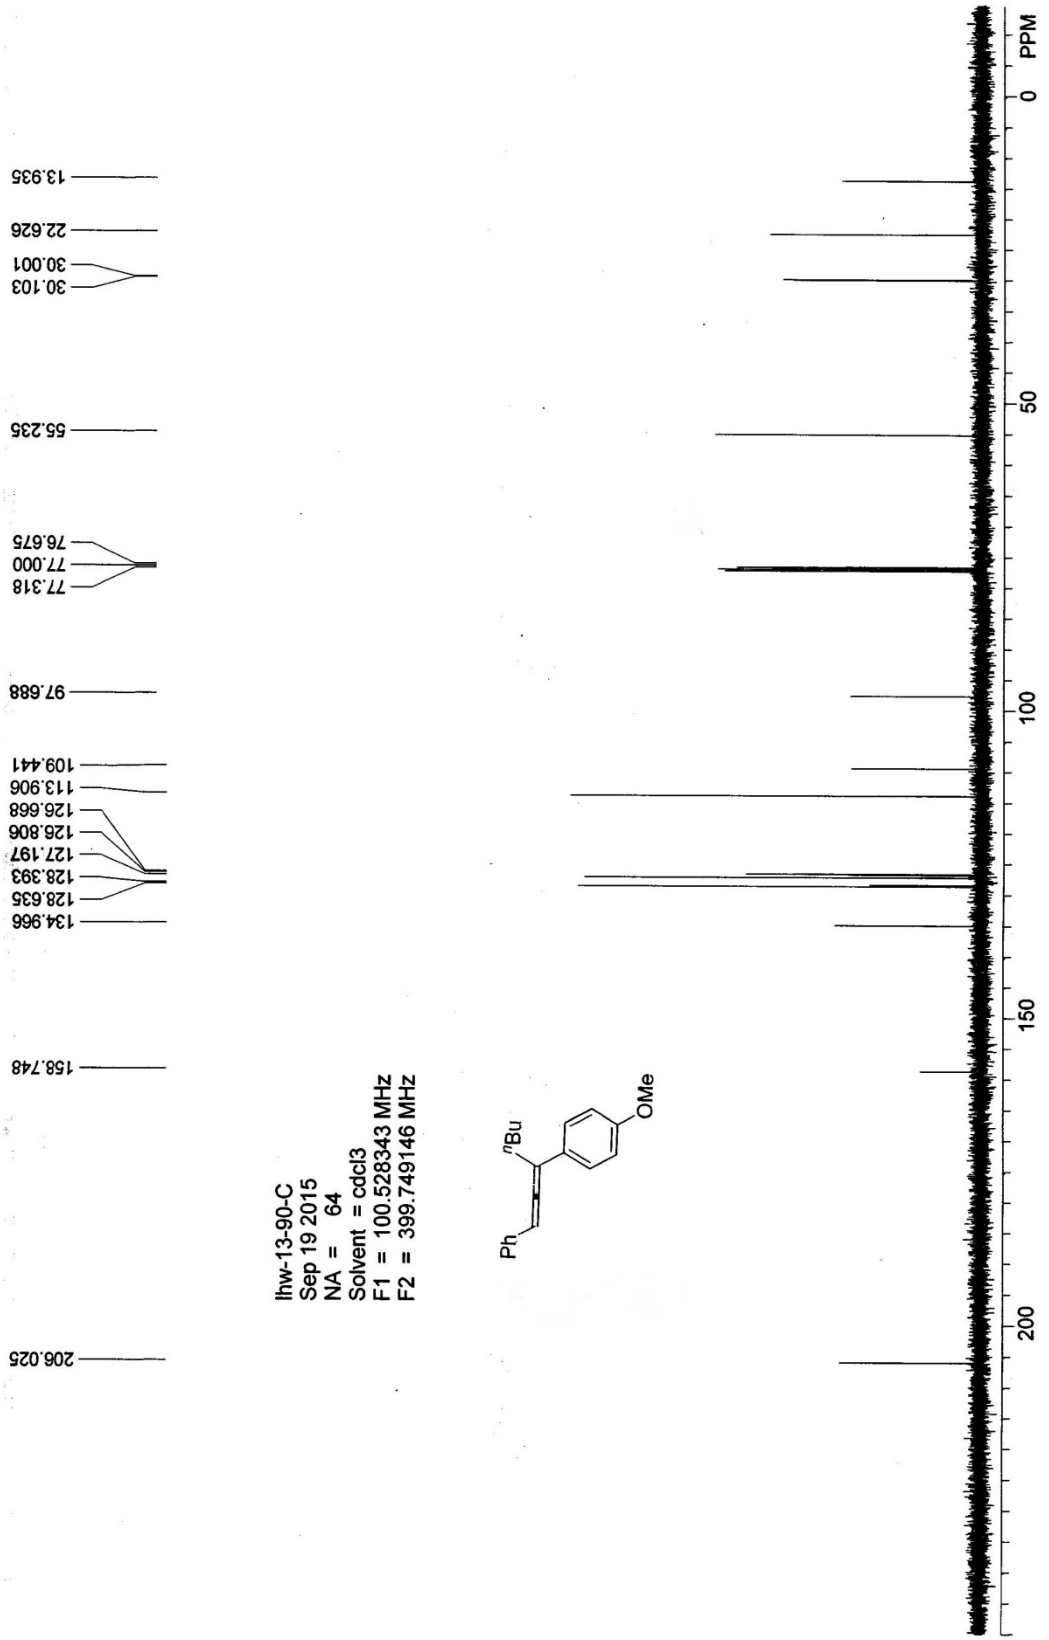 206.025
158.748
134.966
128.635
128.393
127.197
126.806
126.668
113.906
109.441
97.688
77.318
77.000
76.675
55.235
30.103
30.001
22.626
13.935
lhw-13-90-C
Sep 19 2015
NA = 64
Solvent = cdcl3
F1 = 100.528343 MHz
F2 = 399.749146 MHz
Ph
nBu
OMe
200
150
100
50
0
PPM